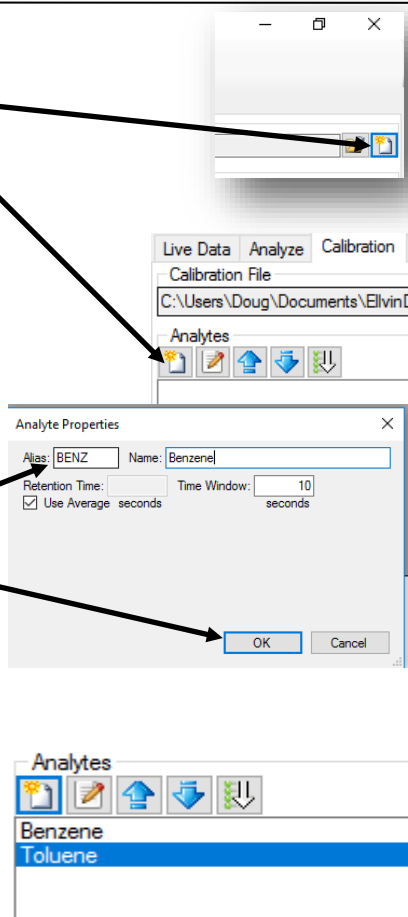 Live Data Analyze Calibration
Calibration File
C:\Users\Doug\Documents\Ellvin
Analytes
Analyte Properties
Alias: BENZ Name: Benzene
Retention Time: Time Window: 10
Use Average seconds seconds
OK Cancel
Analytes
Benzene
Toluene